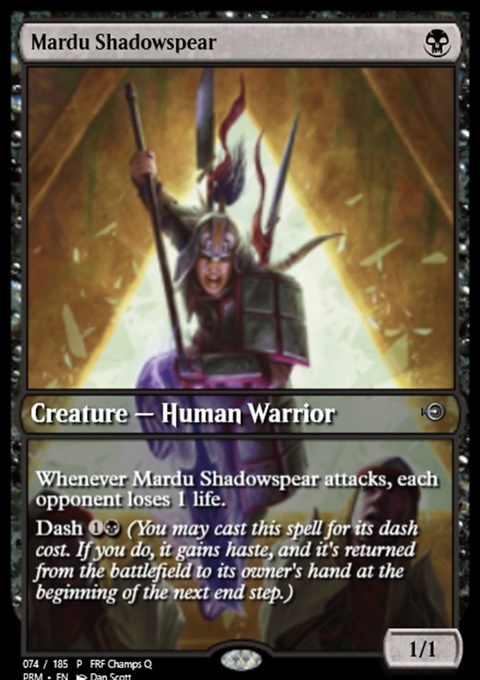 Mardu Shadowspear
Creature — Human Warrior
Whenever Mardu Shadowspear attacks, each
opponent loses 1 life.
Dash 1 (You may cast this spell for its dash
cost. If you do, it gains haste, and it's returned
from the battlefield to its owner's hand at the
beginning of the next end step.)
1/1
074 / 185 P FRF Champs Q
PRM • EN Dan Scott